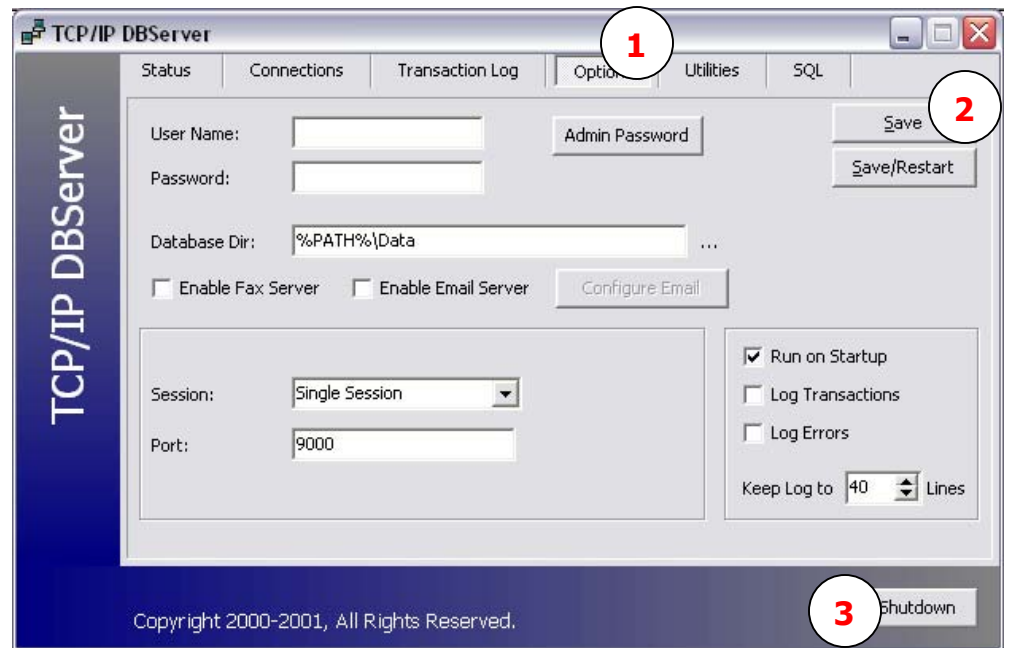 TCP/IP DBServer
1
Status Connections Transaction Log Option Utilities SQL
2
TCP/IP DBServer
User Name:
Admin Password
Save
Password:
Save/Restart
Database Dir: %PATH%\Data ...
Enable Fax Server Enable Email Server Configure Email
Run on Startup
Session: Single Session
Log Transactions
Port: 9000
Log Errors
Keep Log to 40 Lines
3
Shutdown
Copyright 2000-2001, All Rights Reserved.